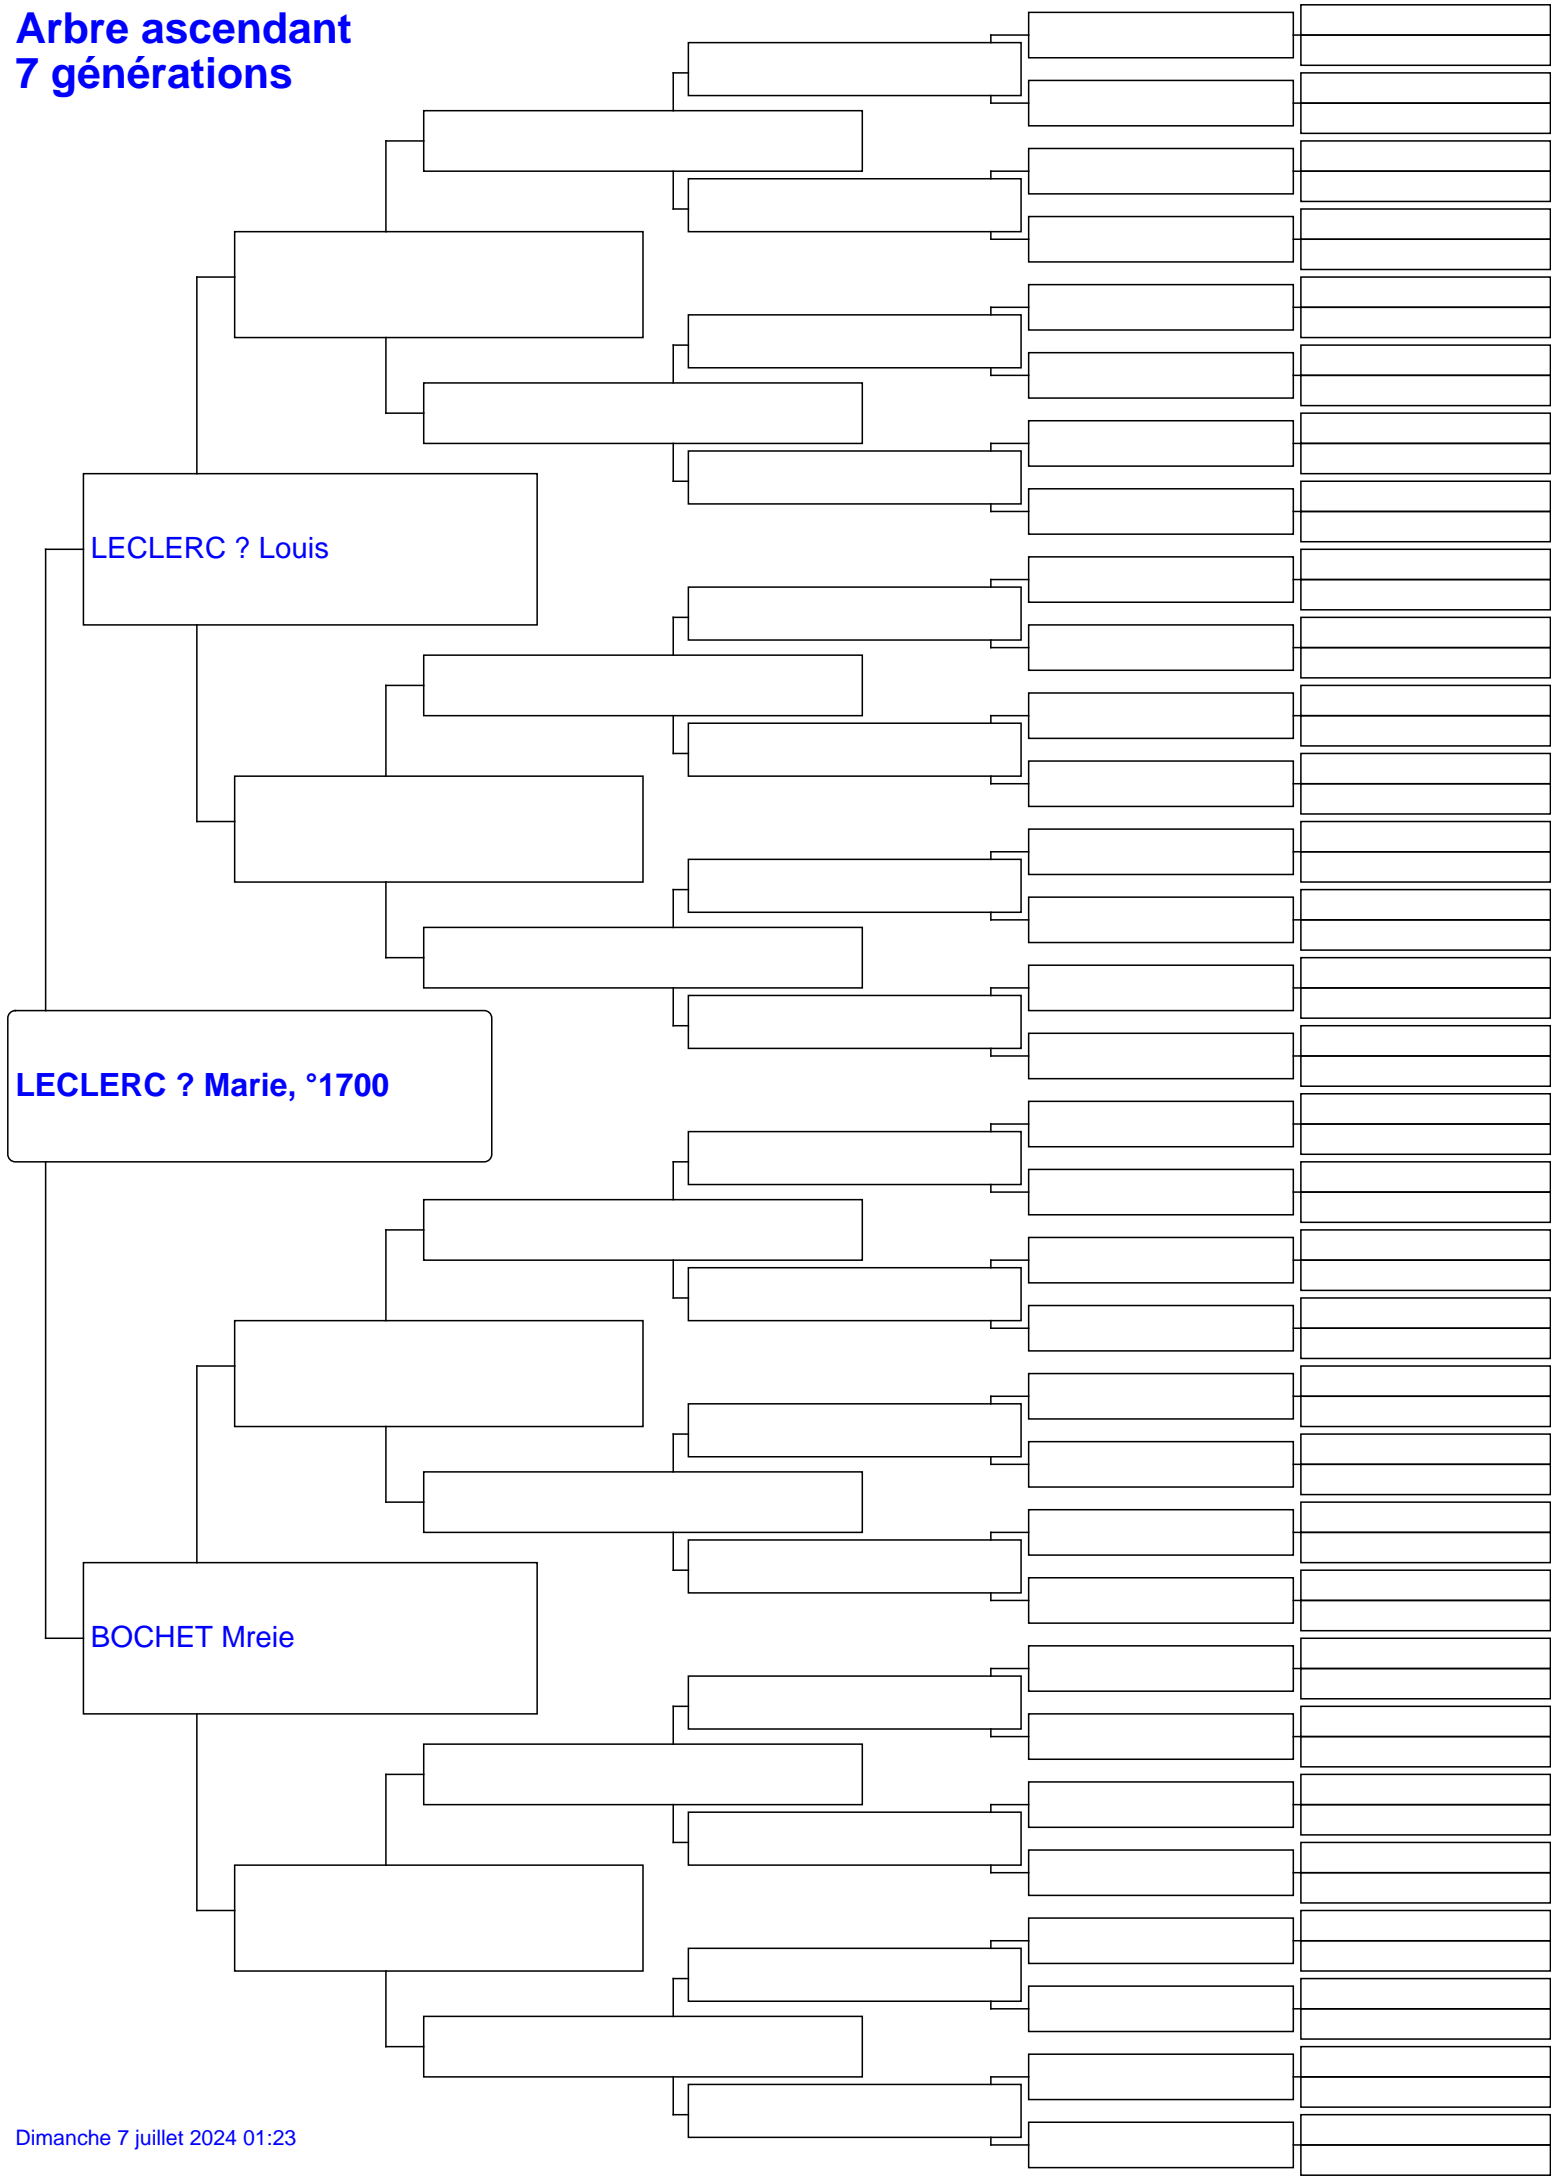 Arbre ascendant
7 générations
LECLERC ? Louis
LECLERC ? Marie, °1700
BOCHET Mreie
Dimanche 7 juillet 2024 01:23